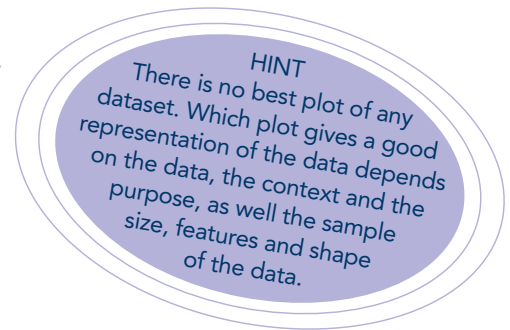 HINT
There is no best plot of any
dataset. Which plot gives a good
representation of the data depends
on the data, the context and the
purpose, as well the sample
size, features and shape
of the data.